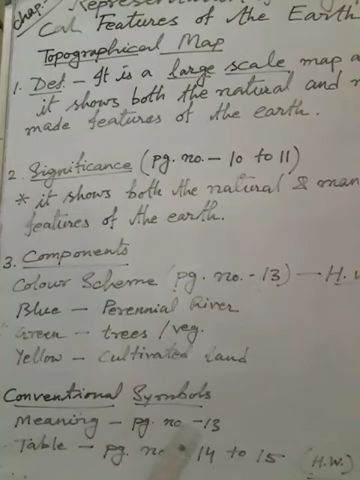 Chap-
Cal Features of the Earth
Topographical Map
1. Def. - It is a large scale map a
it shows both the natural and m
made features of the earth.
2. Significance (pg. no. - 10 to 11)
* it shows both the natural & man
features of the earth.
3. Components
Colour Scheme (pg. no. - 13) - H.W
Blue - Perennial River
Green - trees / veg.
Yellow - Cultivated land
Conventional Symbols
Meaning - pg. no - 13
Table - pg. no - 14 to 15 (H.W.)